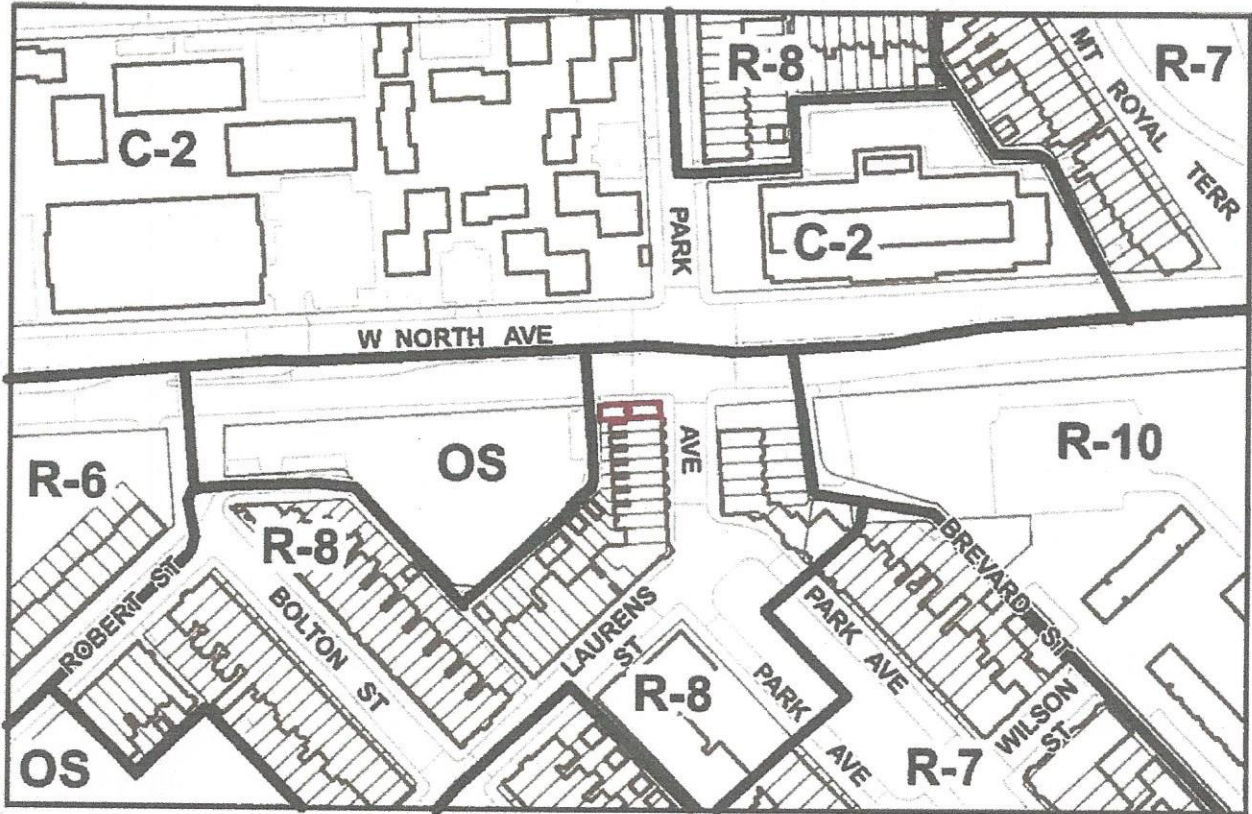 R-8
MT ROYAL TERR
R-7
C-2
PARK
C-2
W NORTH AVE
AVE
OS
R-10
R-6
R-8
BREVARD ST
ROBERT ST
BOLTON ST
LAURENS ST
PARK AVE
R-8
PARK AVE
WILSON ST
OS
R-7